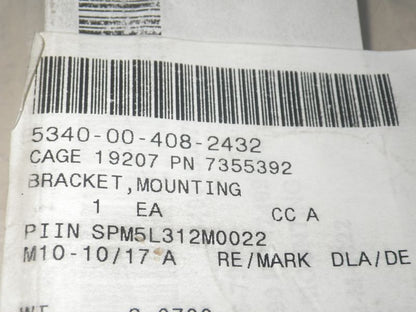 5340-00-408-2432
CAGE 19207 PN 7355392
BRACKET,MOUNTING
1 EA CC A
PIIN SPM5L312M0022
M10-10/17 A RE/MARK DLA/DE